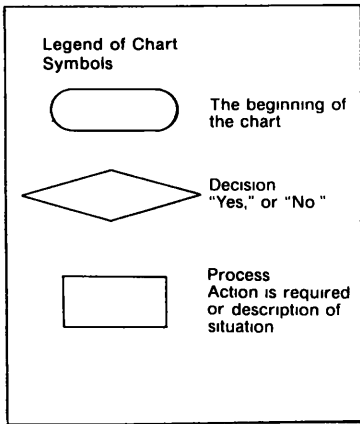 Legend of Chart
Symbols
The beginning of
the chart
Decision
"Yes," or "No "
Process
Action is required
or description of
situation